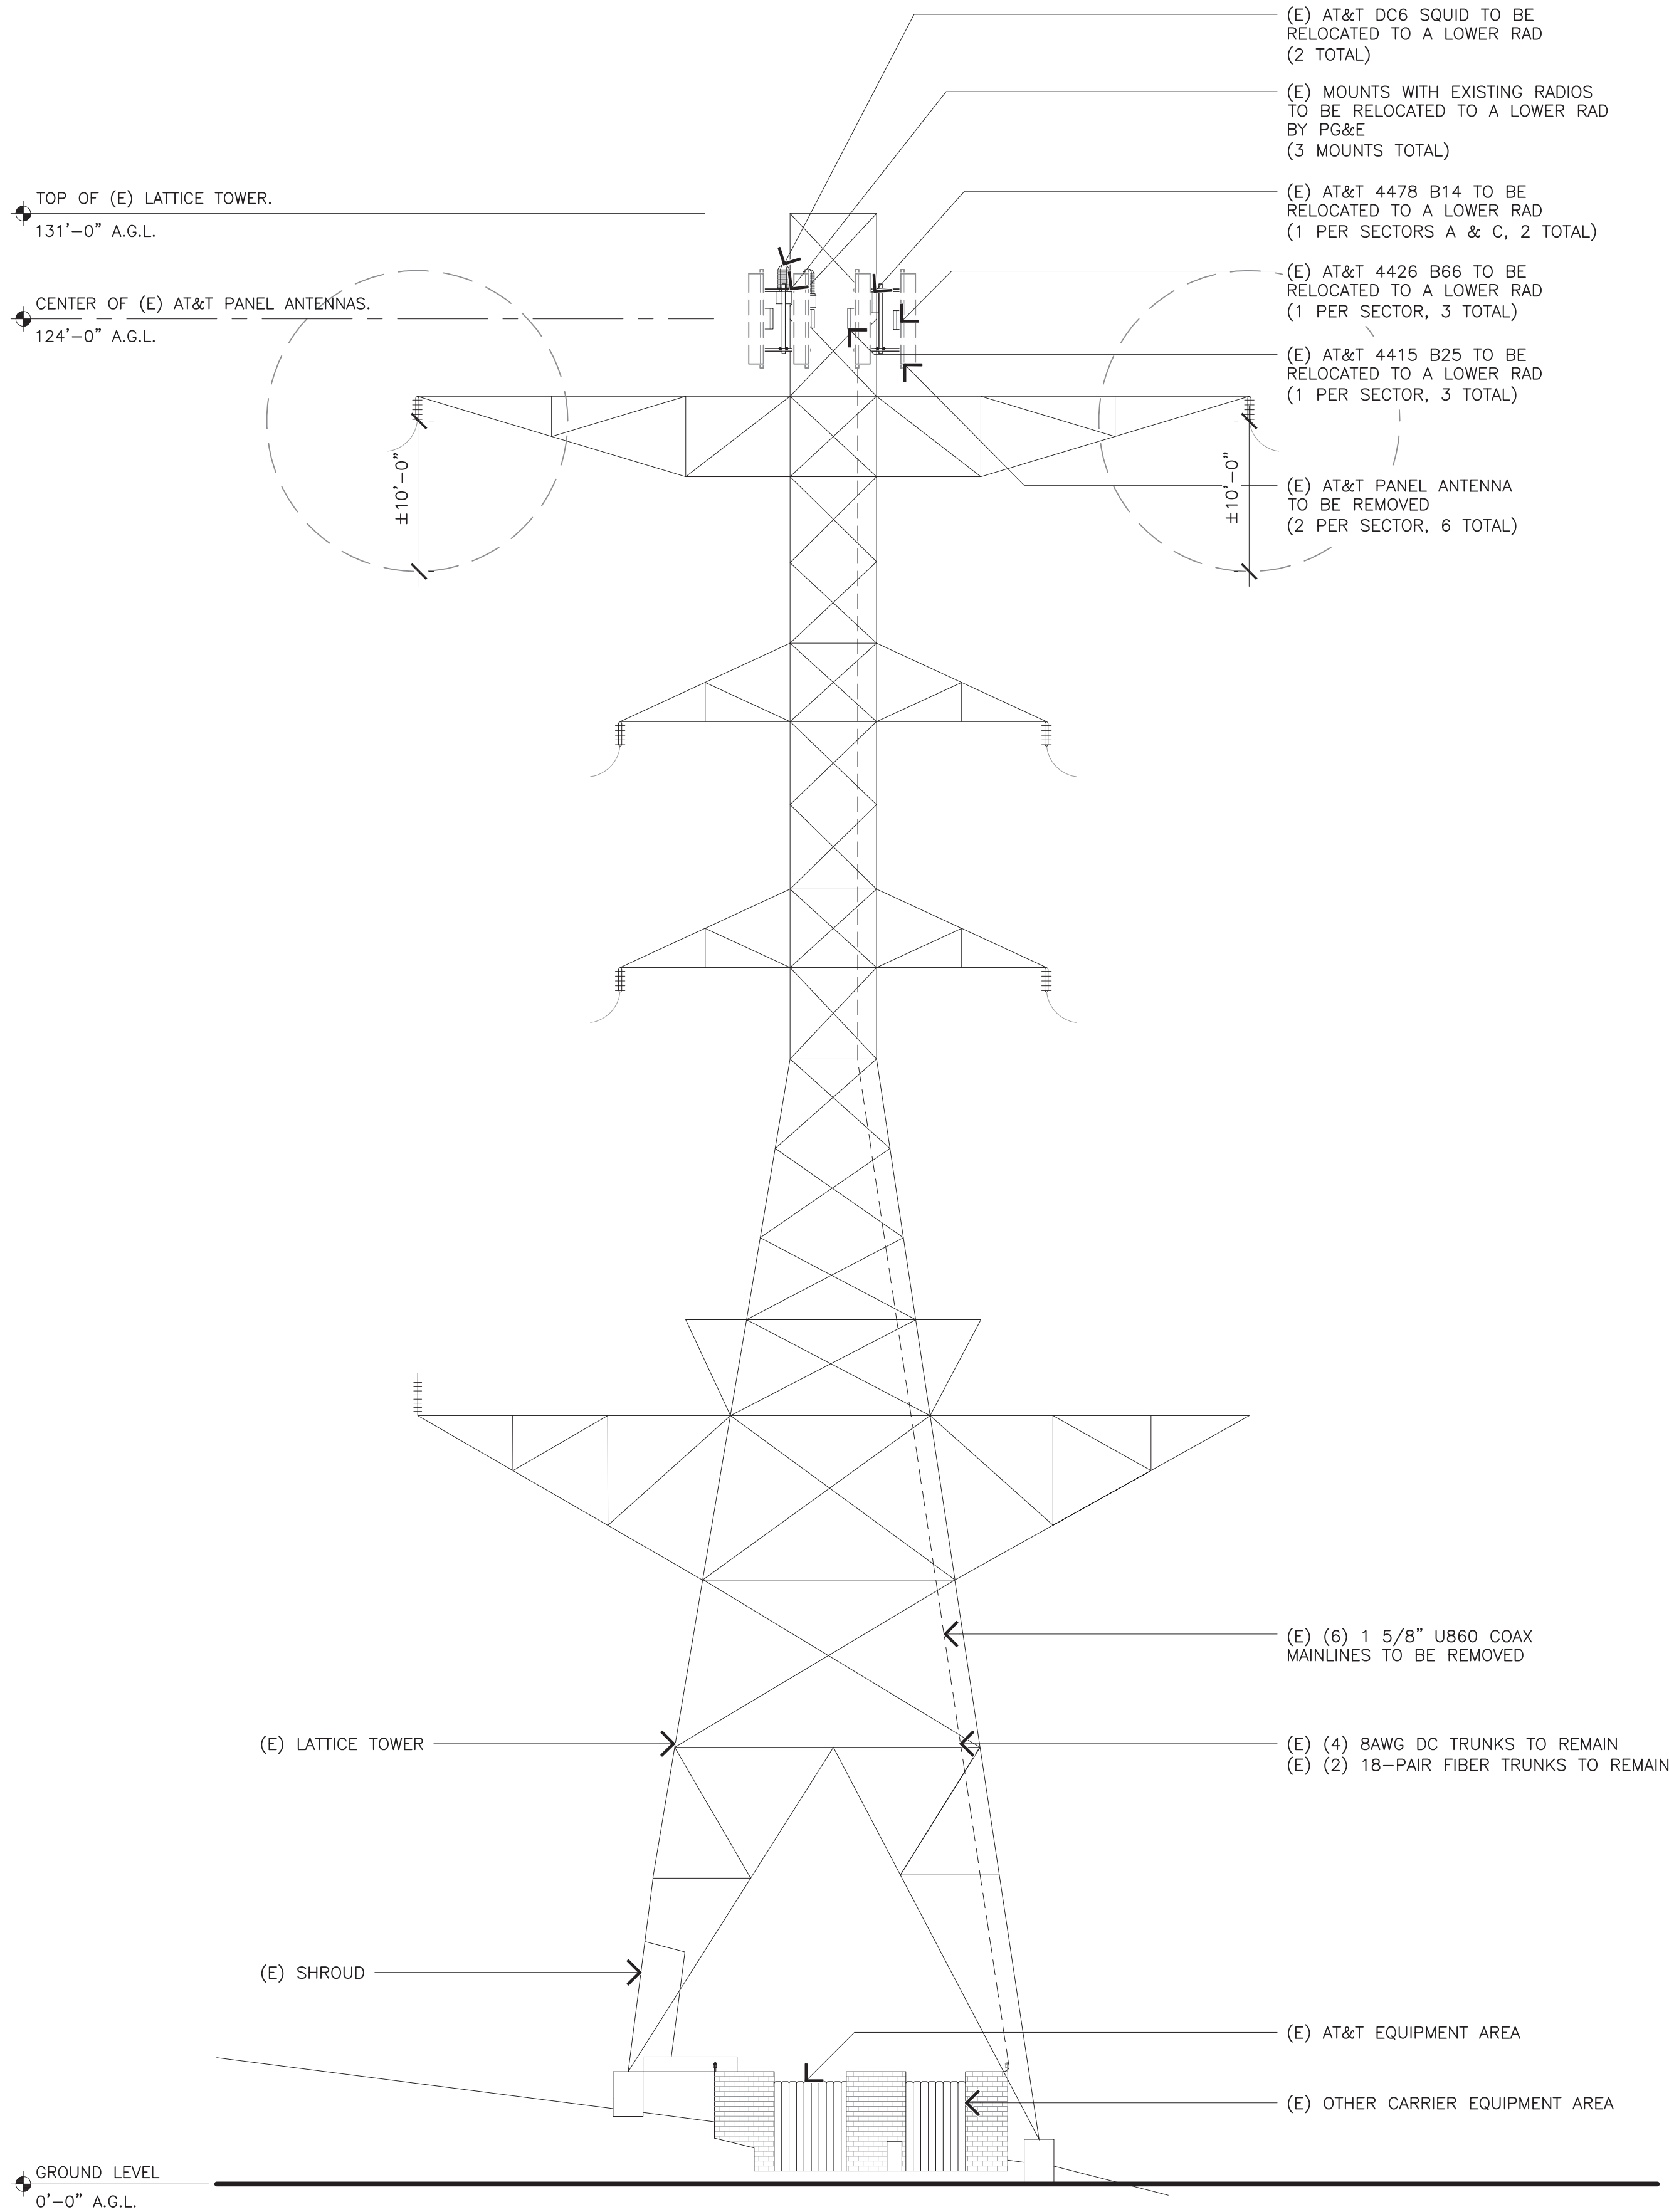 (E) AT&T DC6 SQUID TO BE
RELOCATED TO A LOWER RAD
(2 TOTAL)
(E) MOUNTS WITH EXISTING RADIOS
TO BE RELOCATED TO A LOWER RAD
BY PG&E
(3 MOUNTS TOTAL)
TOP OF (E) LATTICE TOWER.
131'-0" A.G.L.
(E) AT&T 4478 B14 TO BE
RELOCATED TO A LOWER RAD
(1 PER SECTORS A & C, 2 TOTAL)
(E) AT&T 4426 B66 TO BE
RELOCATED TO A LOWER RAD
(1 PER SECTOR, 3 TOTAL)
CENTER OF (E) AT&T PANEL ANTENNAS.
124'-0" A.G.L.
(E) AT&T 4415 B25 TO BE
RELOCATED TO A LOWER RAD
(1 PER SECTOR, 3 TOTAL)
±10'-0"
±10'-0"
(E) AT&T PANEL ANTENNA
TO BE REMOVED
(2 PER SECTOR, 6 TOTAL)
(E) (6) 1 5/8" U860 COAX
MAINLINES TO BE REMOVED
(E) LATTICE TOWER
(E) (4) 8AWG DC TRUNKS TO REMAIN
(E) (2) 18-PAIR FIBER TRUNKS TO REMAIN
(E) SHROUD
(E) AT&T EQUIPMENT AREA
(E) OTHER CARRIER EQUIPMENT AREA
GROUND LEVEL
0'-0" A.G.L.